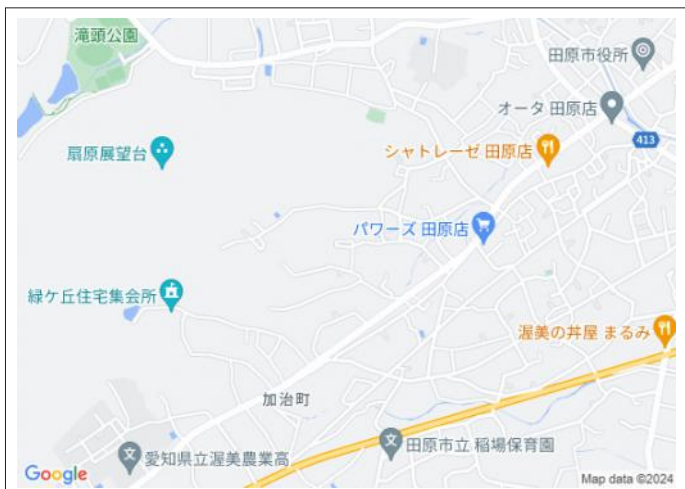 滝頭公園
田原市役所
オータ 田原店
413
扇原展望台
シャトレーゼ 田原店
パワーズ 田原店
緑ケ丘住宅集会所
渥美の丼屋 まるみ
加治町
愛知県立渥美農業高
田原市立 稲場保育園
Google
Map data ©2024